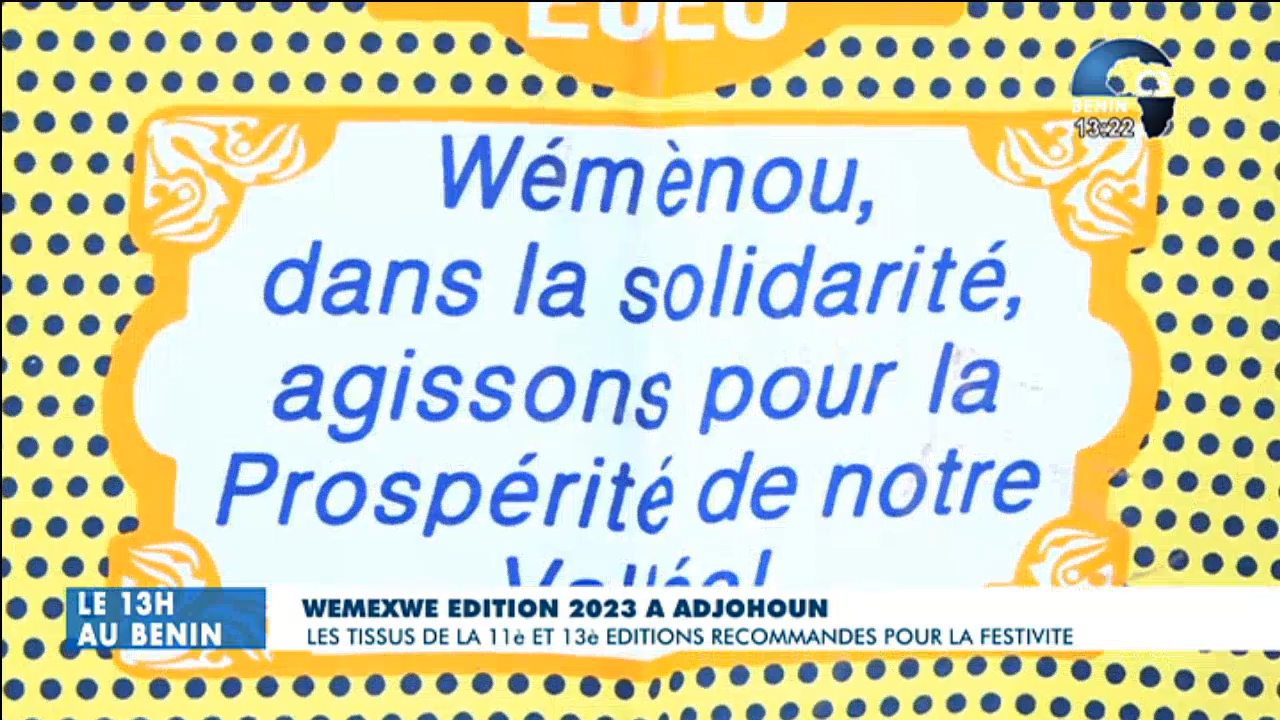 Wémènou,
dans la solidarité,
agissons pour la
Prospérité de notre
Vallée!
BENIN
13:22
LE 13H
AU BENIN
WEMEXWE EDITION 2023 A ADJOHOUN
LES TISSUS DE LA 11è ET 13è EDITIONS RECOMMANDES POUR LA FESTIVITE